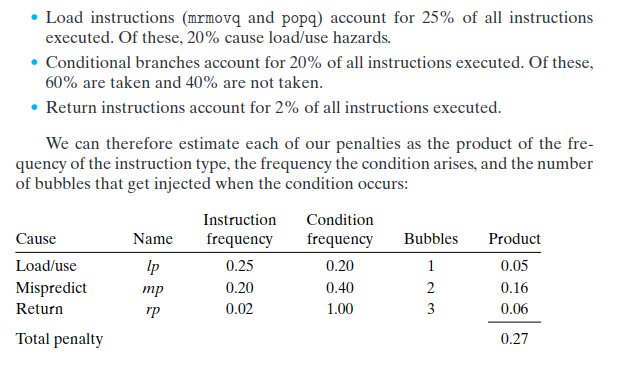 • Load instructions (mrmovq and popq) account for 25% of all instructions
executed. Of these, 20% cause load/use hazards.
• Conditional branches account for 20% of all instructions executed. Of these,
60% are taken and 40% are not taken.
• Return instructions account for 2% of all instructions executed.
We can therefore estimate each of our penalties as the product of the fre-
quency of the instruction type, the frequency the condition arises, and the number
of bubbles that get injected when the condition occurs:
Instruction Condition
Cause Name frequency frequency Bubbles Product
Load/use lp 0.25 0.20 1 0.05
Mispredict mp 0.20 0.40 2 0.16
Return rp 0.02 1.00 3 0.06
Total penalty 0.27